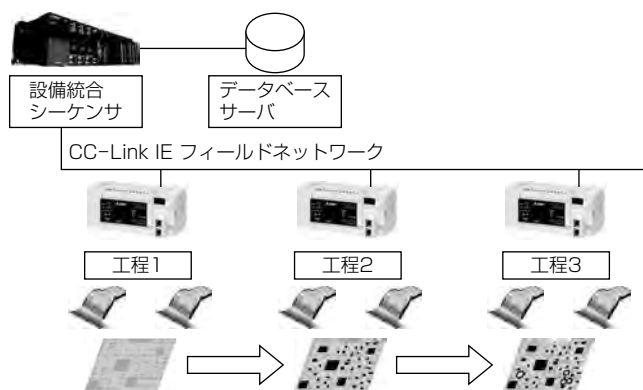 設備統合
シーケンサ
データベース
サーバ
CC-Link IE フィールドネットワーク
工程1
工程2
工程3